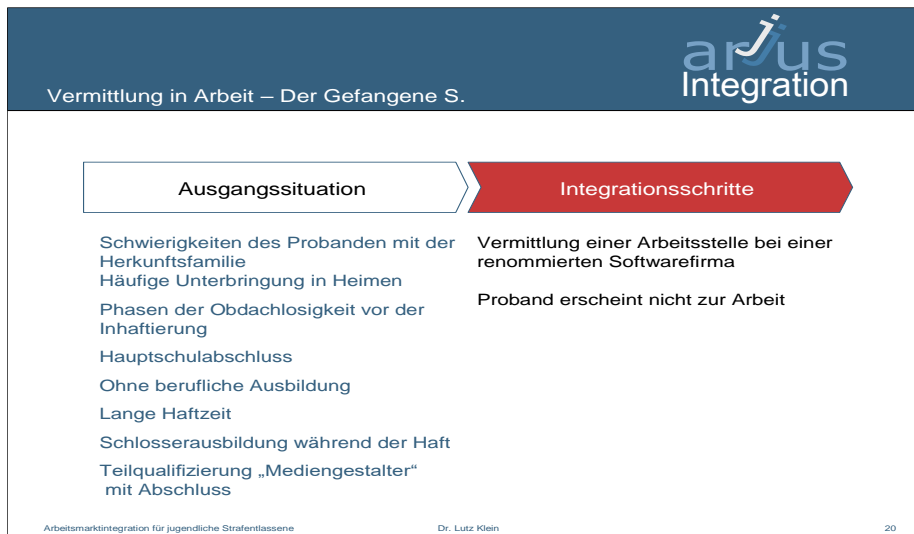 arjus
Integration
Vermittlung in Arbeit – Der Gefangene S.
Ausgangssituation
Integrationsschritte
Schwierigkeiten des Probanden mit der
Herkunftsfamilie
Häufige Unterbringung in Heimen
Phasen der Obdachlosigkeit vor der
Inhaftierung
Hauptschulabschluss
Ohne berufliche Ausbildung
Lange Haftzeit
Schlosserausbildung während der Haft
Teilqualifizierung „Mediengestalter“
mit Abschluss
Vermittlung einer Arbeitsstelle bei einer
renommierten Softwarefirma
Proband erscheint nicht zur Arbeit
Arbeitsmarktintegration für jugendliche Strafentlassene
Dr. Lutz Klein
20